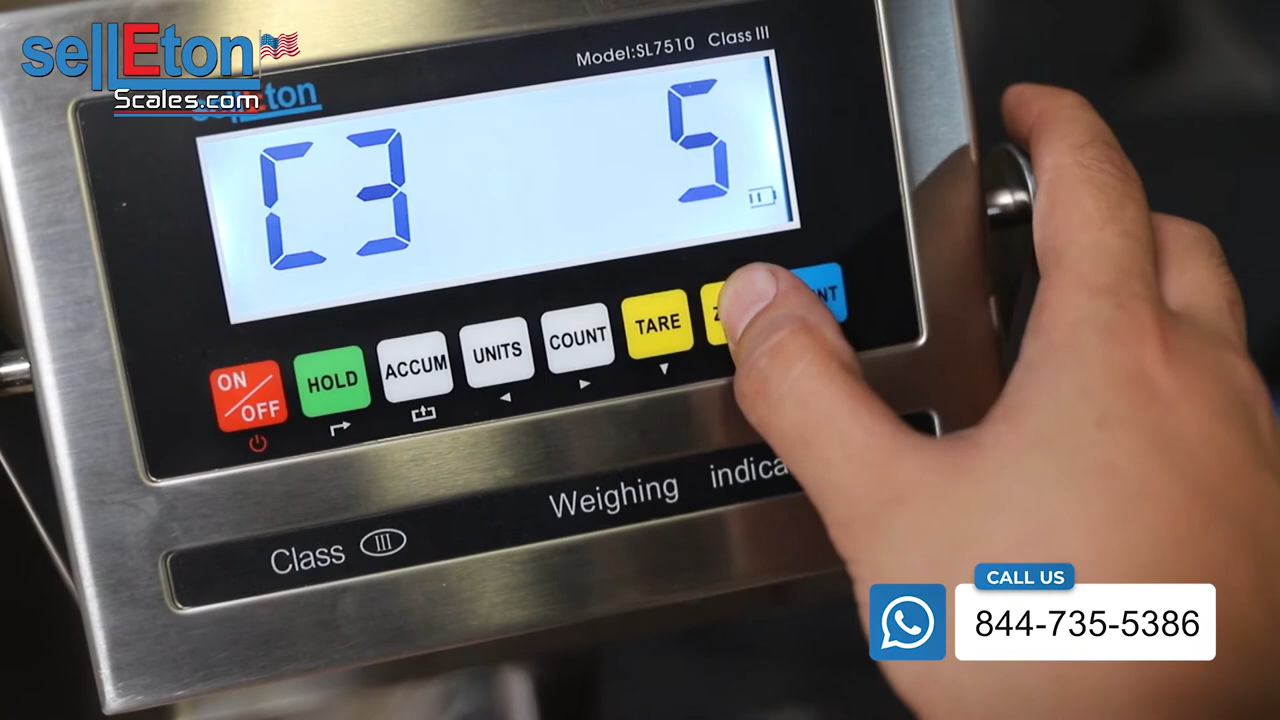 sellEton
Scales.com
Model:SL7510 Class III
C3 5
ON
OFF
HOLD
ACCUM
UNITS
COUNT
TARE
Weighing
Class III
CALL US
844-735-5386